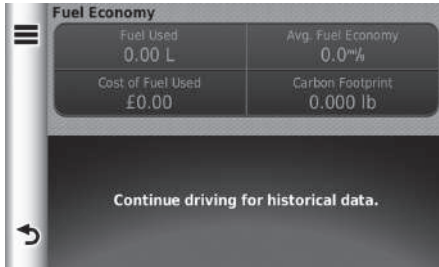 Fuel Economy
Fuel Used
0.00 L
Avg. Fuel Economy
0.0
Cost of Fuel Used
£0.00
Carbon Footprint
0.000 lb
Continue driving for historical data.